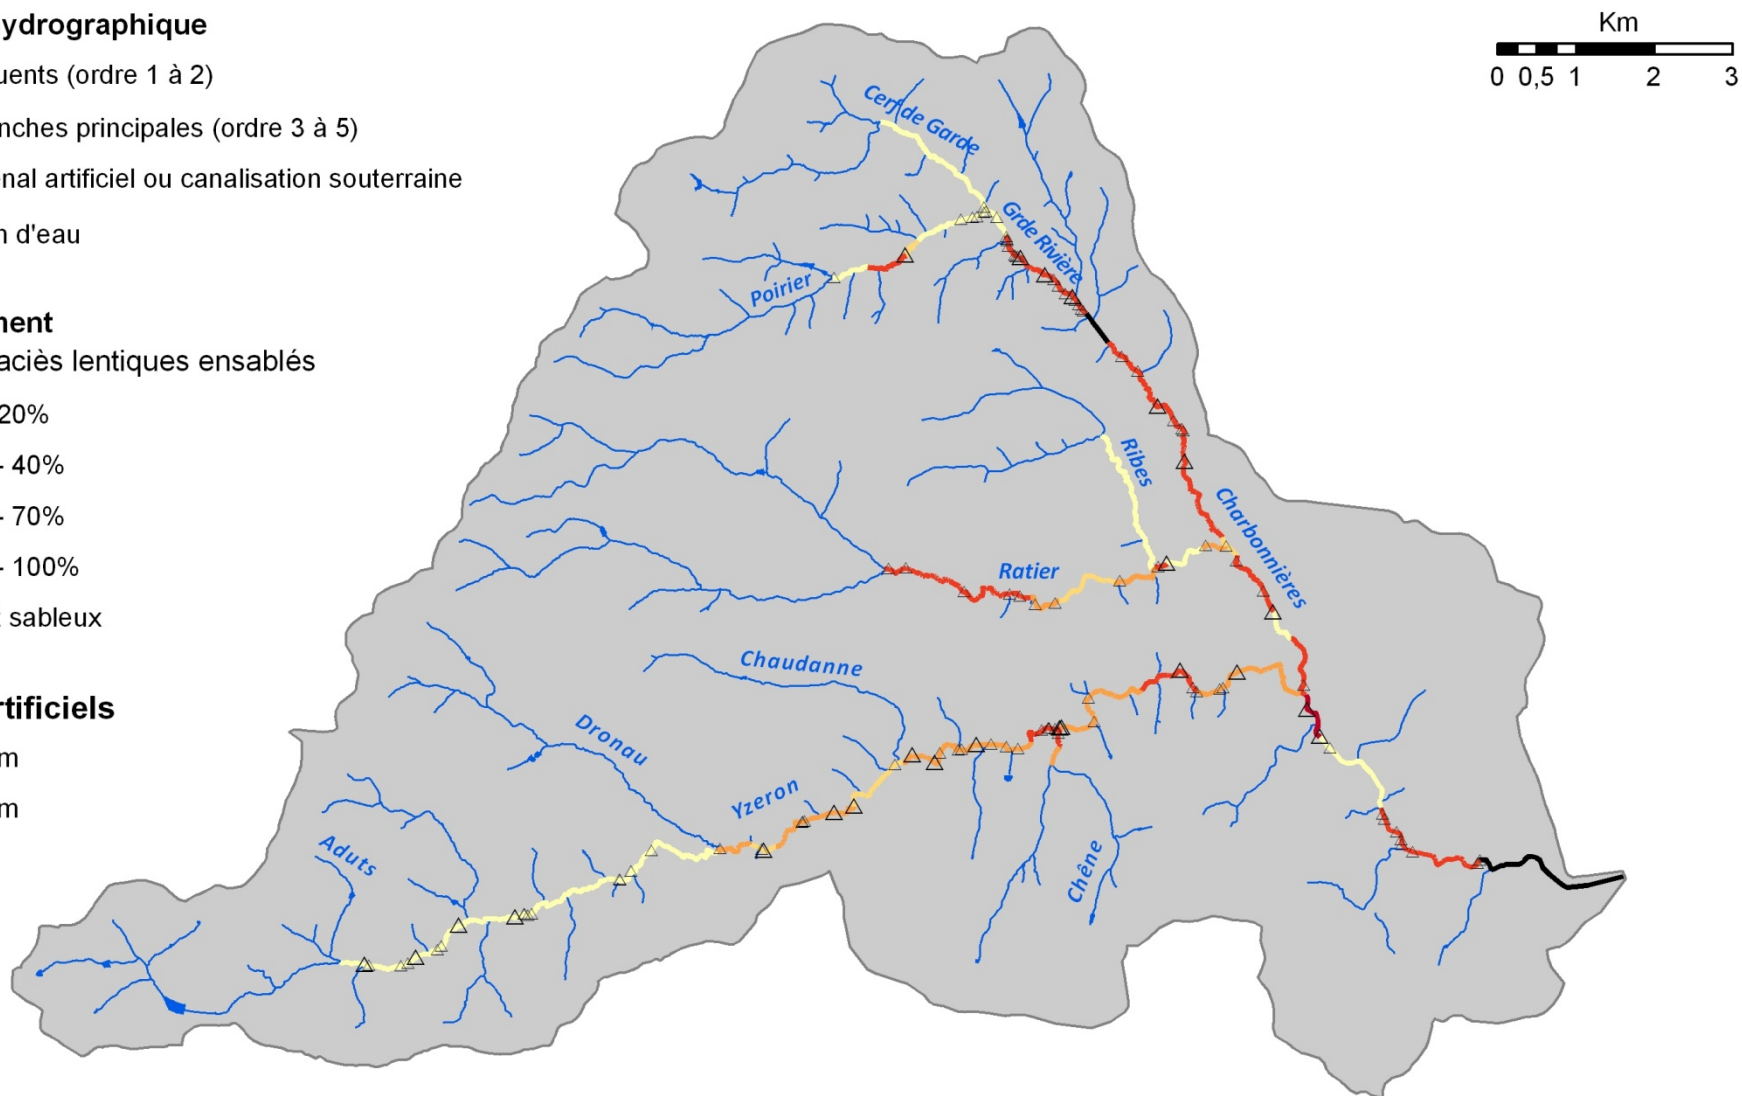 ydrographique
uents (ordre 1 à 2)
nches principales (ordre 3 à 5)
enal artificiel ou canalisation souterraine
n d'eau
ment
aciès lentiques ensablés
20%
- 40%
- 70%
- 100%
t sableux
rtificiels
m
m
Km
0 0,5 1 2 3
Cerf de Garde
Grde Rivière
Poirier
Ribes
Charbonnières
Ratier
Chaudanne
Dronau
Yzeron
Aduts
Chêne